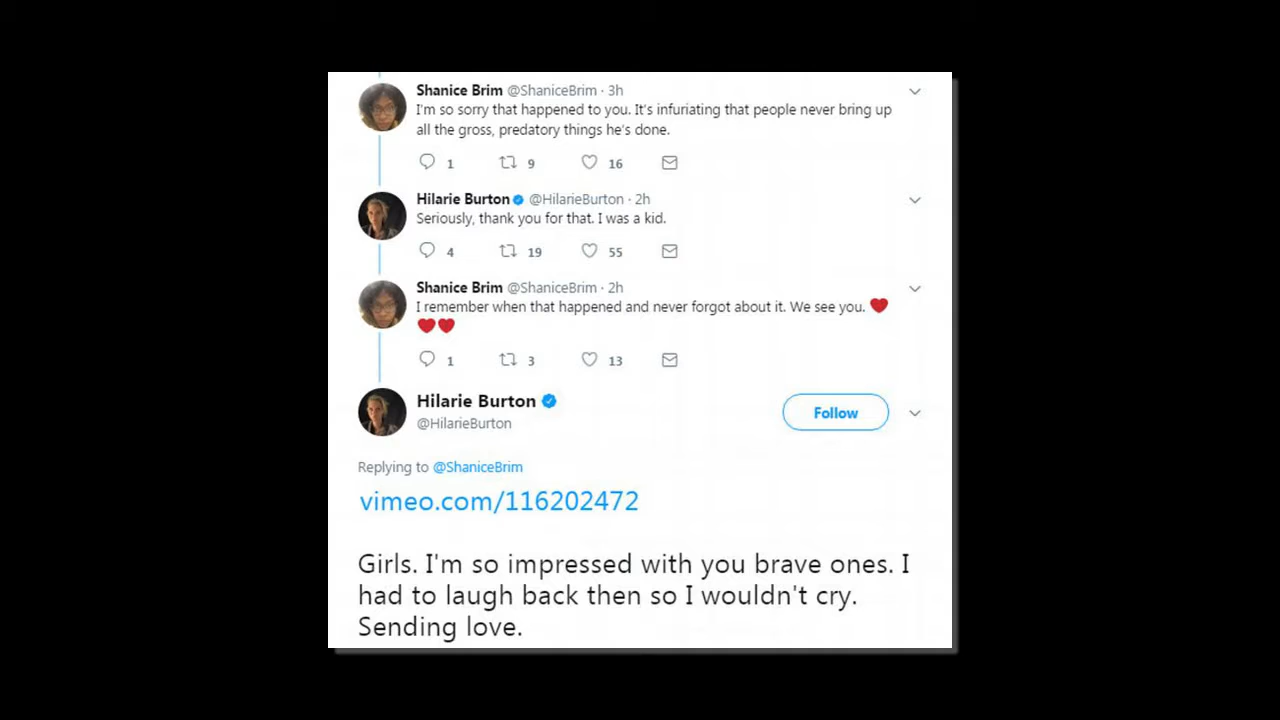 Shanice Brim @ShaniceBrim · 3h
I'm so sorry that happened to you. It's infuriating that people never bring up
all the gross, predatory things he's done.
1 9 16
Hilarie Burton @HilarieBurton · 2h
Seriously, thank you for that. I was a kid.
4 19 55
Shanice Brim @ShaniceBrim · 2h
I remember when that happened and never forgot about it. We see you. ❤
❤❤
1 3 13
Hilarie Burton
@HilarieBurton
Follow
Replying to @ShaniceBrim
vimeo.com/116202472
Girls. I'm so impressed with you brave ones. I
had to laugh back then so I wouldn't cry.
Sending love.